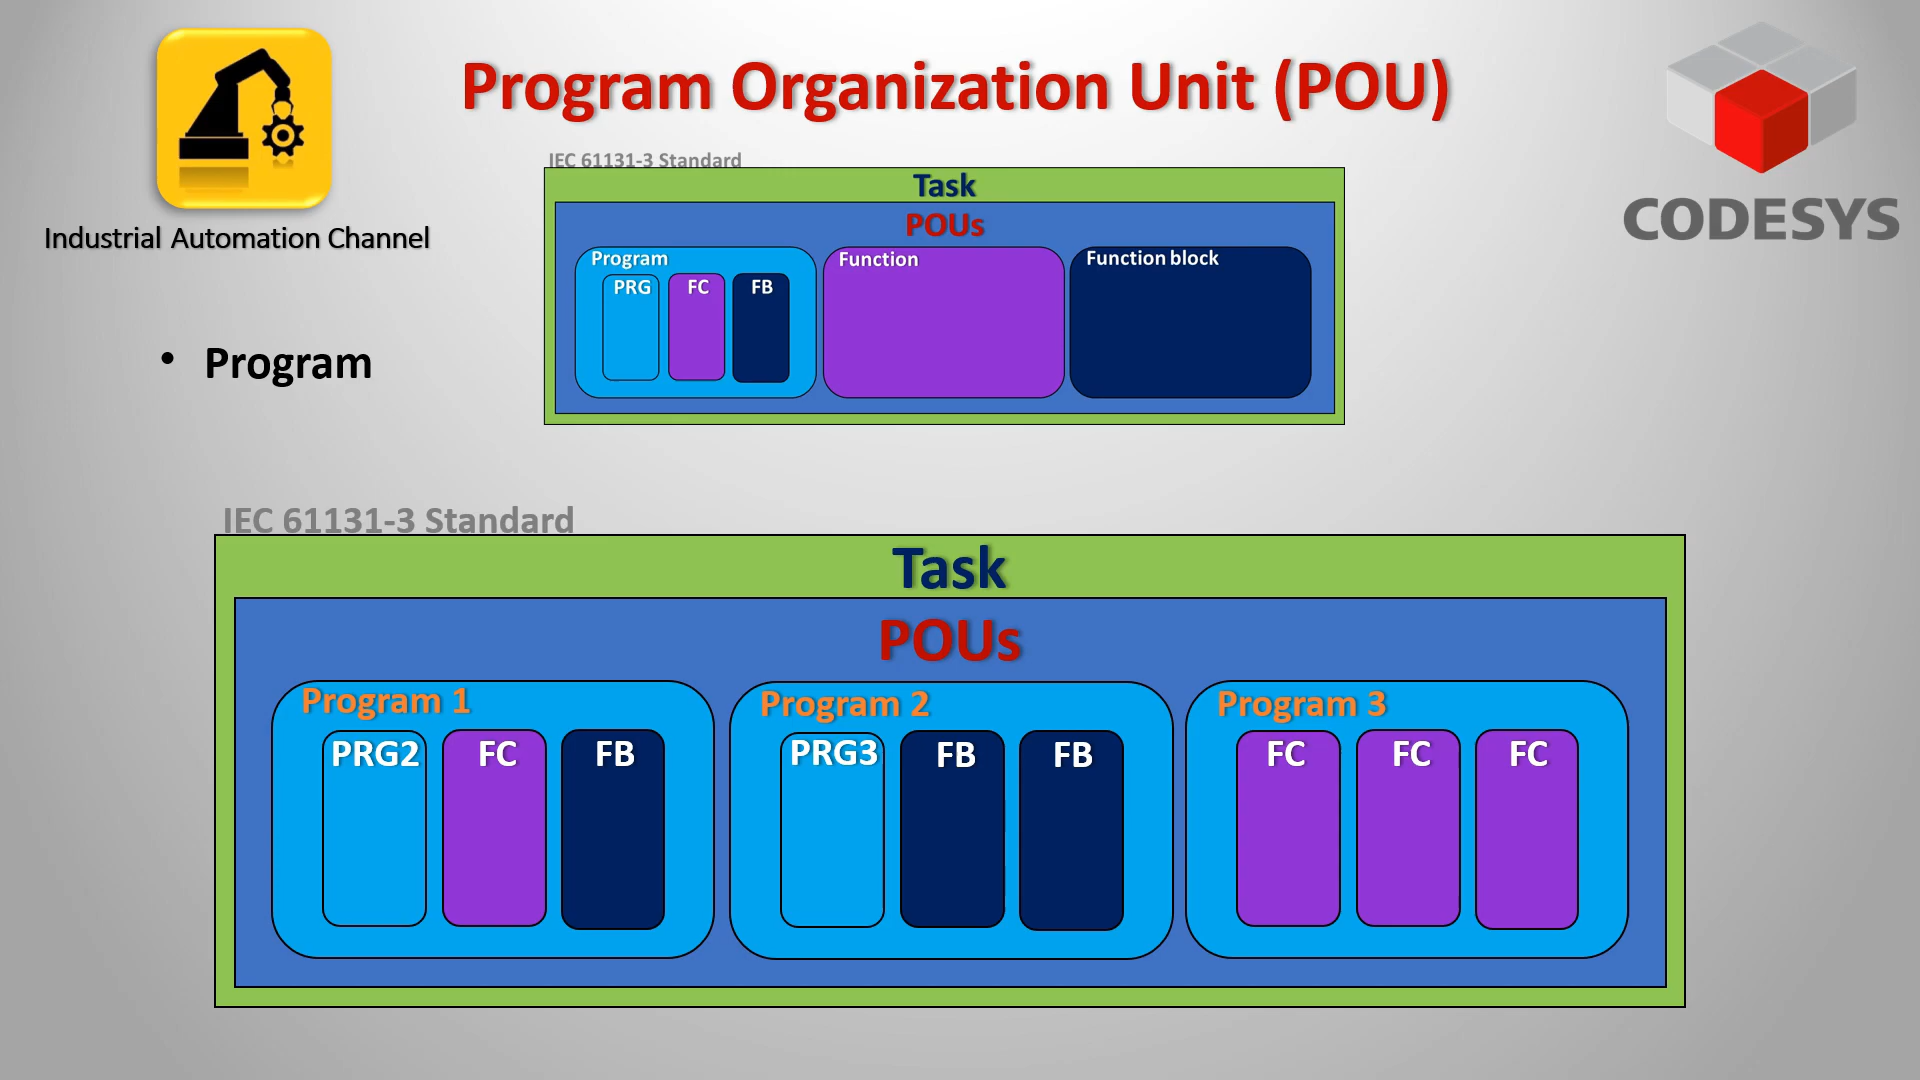 Program Organization Unit (POU)
Industrial Automation Channel
CODESYS
IEC 61131-3 Standard
Task
POUs
Program
PRG FC FB
Function
Function block
• Program
IEC 61131-3 Standard
Task
POUs
Program 1
PRG2 FC FB
Program 2
PRG3 FB FB
Program 3
FC FC FC